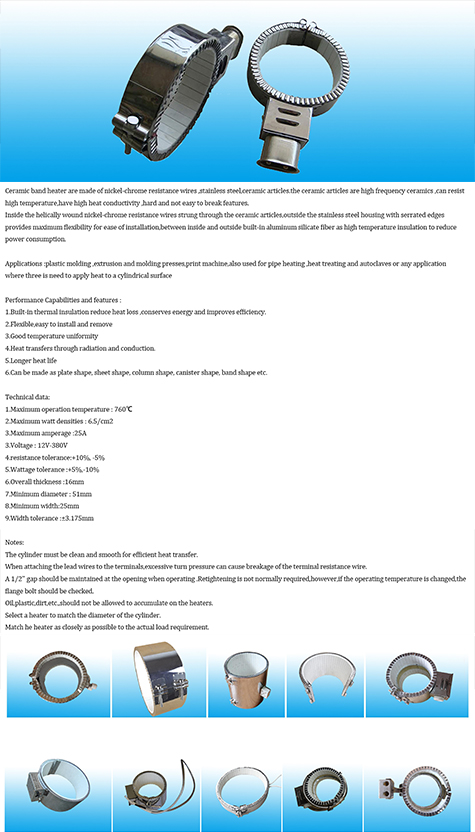 Ceramic band heater are made of nickel-chrome resistance wires ,stainless steel,ceramic articles.the ceramic articles are high frequency ceramics ,can resist
high temperature,have high heat conductivity ,hard and not easy to break features.
Inside the helically wound nickel-chrome resistance wires strung through the ceramic articles,outside the stainless steel housing with serrated edges
provides maximum flexibility for ease of installation,between inside and outside built-in aluminum silicate fiber as high temperature insulation to reduce
power consumption.
Applications :plastic molding ,extrusion and molding presses,print machine,also used for pipe heating ,heat treating and autoclaves or any application
where three is need to apply heat to a cylindrical surface
Performance Capabilities and features :
1.Built-in thermal insulation reduce heat loss ,conserves energy and improves efficiency.
2.Flexible,easy to install and remove
3.Good temperature uniformity
4.Heat transfers through radiation and conduction.
5.Longer heat life
6.Can be made as plate shape, sheet shape, column shape, canister shape, band shape etc.
Technical data:
1.Maximum operation temperature : 760℃
2.Maximum watt densities : 6.5/cm2
3.Maximum amperage :25A
3.Voltage : 12V-380V
4.resistance tolerance:+10%, -5%
5.Wattage tolerance :+5%,-10%
6.Overall thickness :16mm
7.Minimum diameter : 51mm
8.Minimum width:25mm
9.Width tolerance :±3.175mm
Notes:
The cylinder must be clean and smooth for efficient heat transfer.
When attaching the lead wires to the terminals,excessive turn pressure can cause breakage of the terminal resistance wire.
A 1/2" gap should be maintained at the opening when operating .Retightening is not normally required,however,if the operating temperature is changed,the
flange bolt should be checked.
Oil,plastic,dirt,etc,,should not be allowed to accumulate on the heaters.
Select a heater to match the diameter of the cylinder.
Match he heater as closely as possible to the actual load requirement.